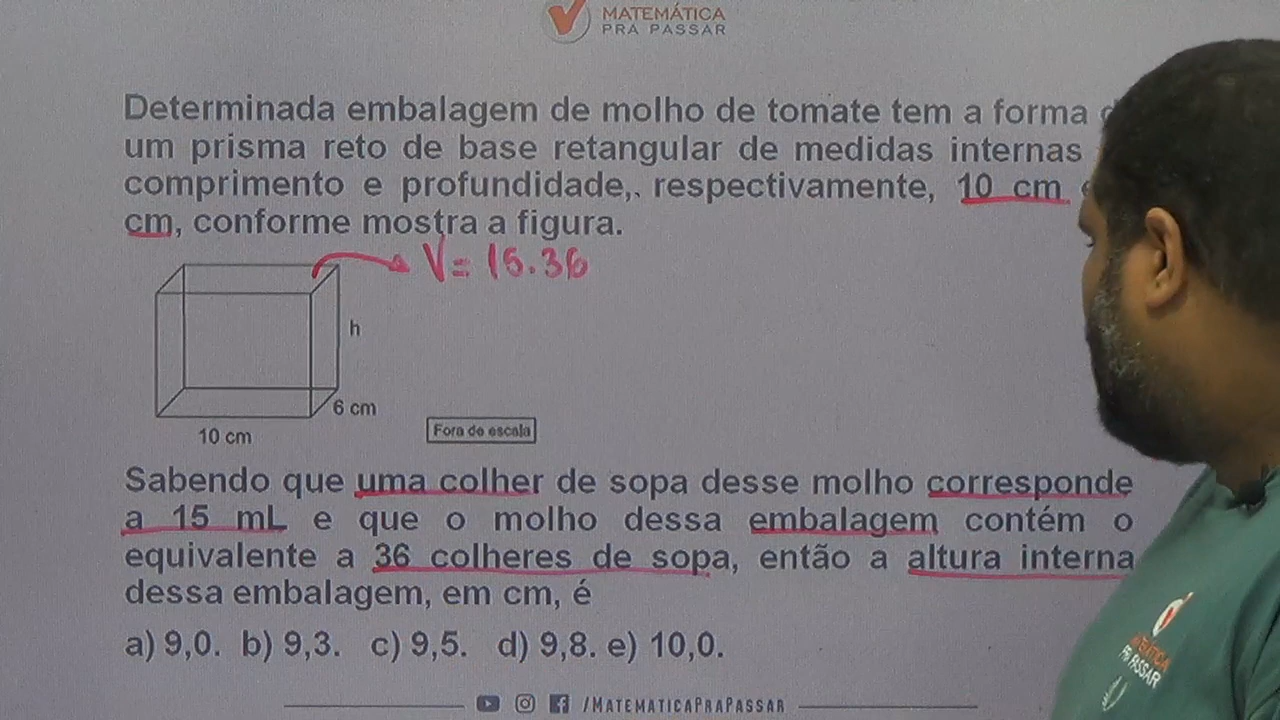 MATEMÁTICA
PRA PASSAR
Determinada embalagem de molho de tomate tem a forma
um prisma reto de base retangular de medidas internas
comprimento e profundidade,, respectivamente, 10 cm
cm, conforme mostra a figura.
V= 15.36
h
6 cm
10 cm
Fora de escala
Sabendo que uma colher de sopa desse molho corresponde
a 15 mL e que o molho dessa embalagem contém o
equivalente a 36 colheres de sopa, então a altura interna
dessa embalagem, em cm, é
a) 9,0. b) 9,3. c) 9,5. d) 9,8. e) 10,0.
MATEMÁTICA
PRA PASSAR
/MATEMATICAPRAPASSAR